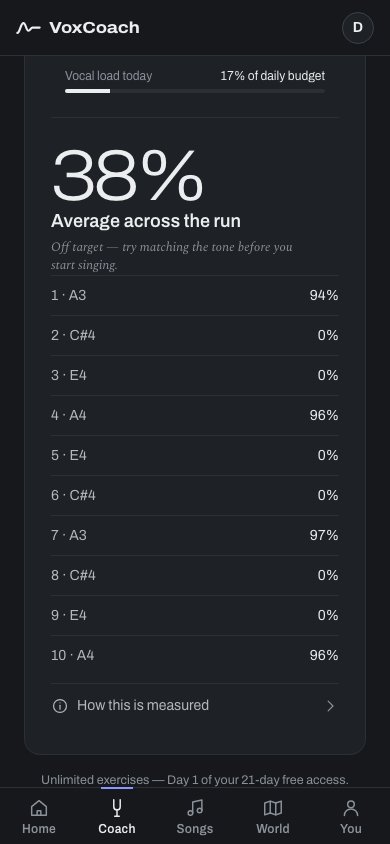 VoxCoach
D
Vocal load today 17% of daily budget
38%
Average across the run
Off target — try matching the tone before you
start singing.
1 · A3 94%
2 · C#4 0%
3 · E4 0%
4 · A4 96%
5 · E4 0%
6 · C#4 0%
7 · A3 97%
8 · C#4 0%
9 · E4 0%
10 · A4 96%
How this is measured
Unlimited exercises — Day 1 of your 21-day free access.
Home Coach Songs World You